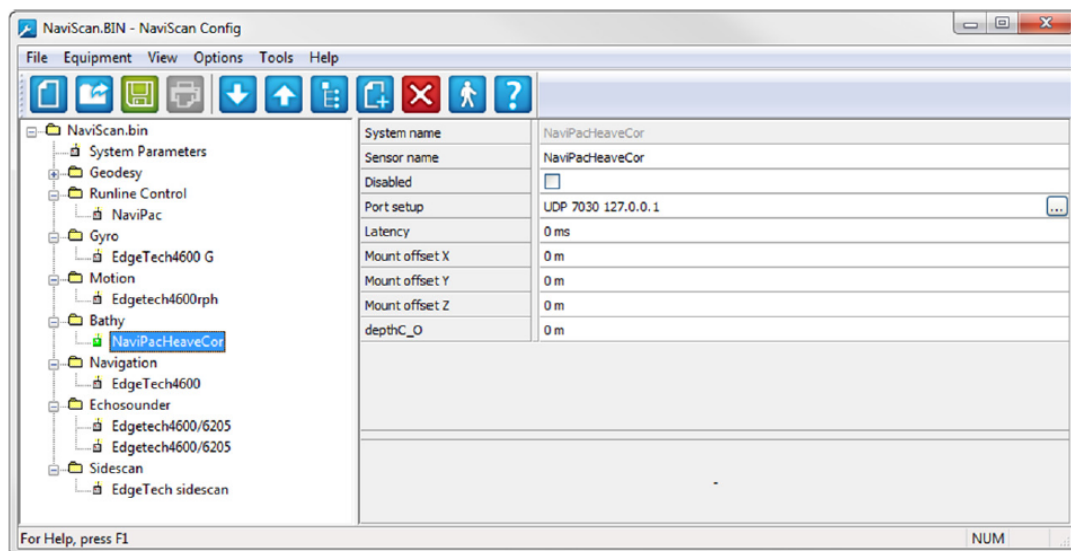 NaviScan.BIN - NaviScan Config
File Equipment View Options Tools Help
NaviScan.bin
System Parameters
Geodesy
Runline Control
NaviPac
Gyro
EdgeTech4600 G
Motion
Edgetech4600rph
Bathy
NaviPacHeaveCor
Navigation
EdgeTech4600
Echosounder
Edgetech4600/6205
Edgetech4600/6205
Sidescan
EdgeTech sidescan
System name NaviPacHeaveCor
Sensor name NaviPacHeaveCor
Disabled
Port setup UDP 7030 127.0.0.1 ...
Latency 0 ms
Mount offset X 0 m
Mount offset Y 0 m
Mount offset Z 0 m
depthC_O 0 m
-
For Help, press F1 NUM